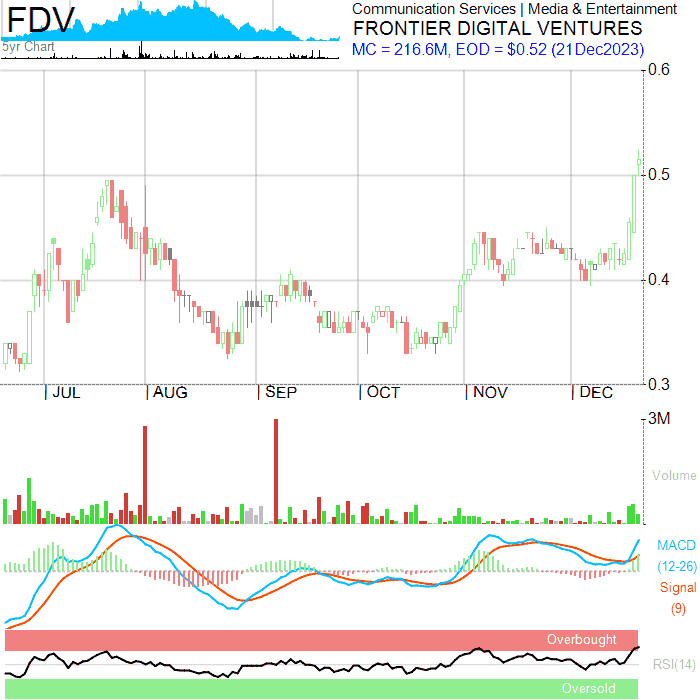 FDV
5yr Chart
Communication Services | Media & Entertainment
FRONTIER DIGITAL VENTURES
MC = 216.6M, EOD = $0.52 (21Dec2023)
0.6
0.5
0.4
0.3
JUL
AUG
SEP
OCT
NOV
DEC
3M
Volume
MACD
(12-26)
Signal
(9)
Overbought
RSI(14)
Oversold